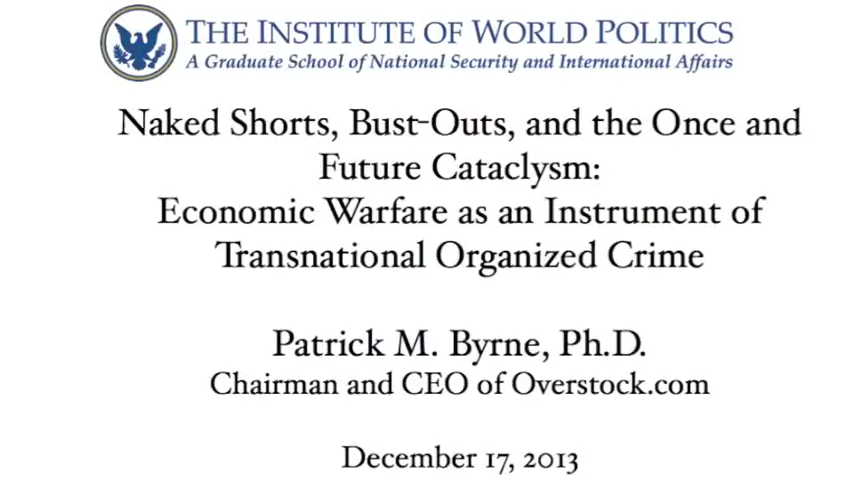 THE INSTITUTE OF WORLD POLITICS
A Graduate School of National Security and International Affairs
Naked Shorts, Bust-Outs, and the Once and
Future Cataclysm:
Economic Warfare as an Instrument of
Transnational Organized Crime
Patrick M. Byrne, Ph.D.
Chairman and CEO of Overstock.com
December 17, 2013